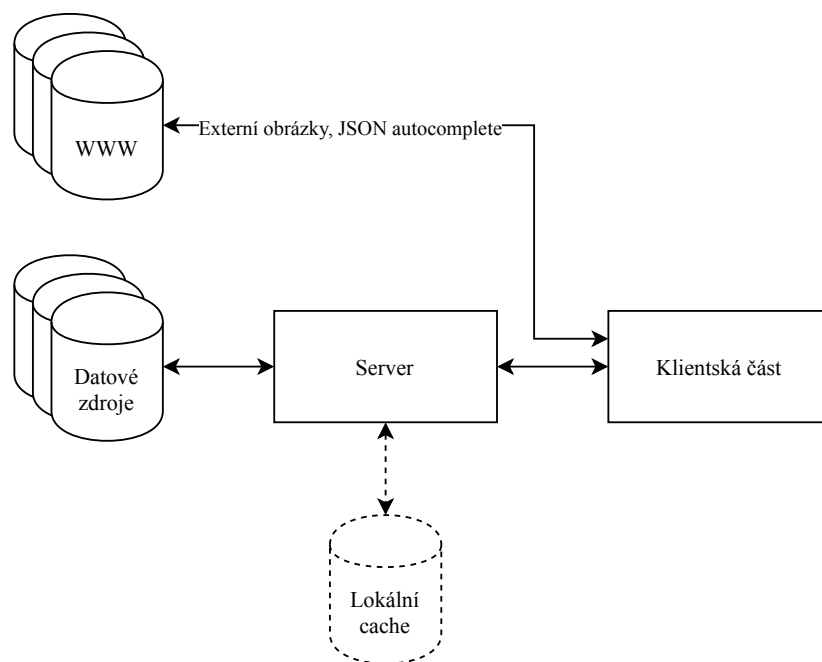 WWW
Externí obrázky, JSON autocomplete
Datové
zdroje
Server
Klientská část
Lokální
cache